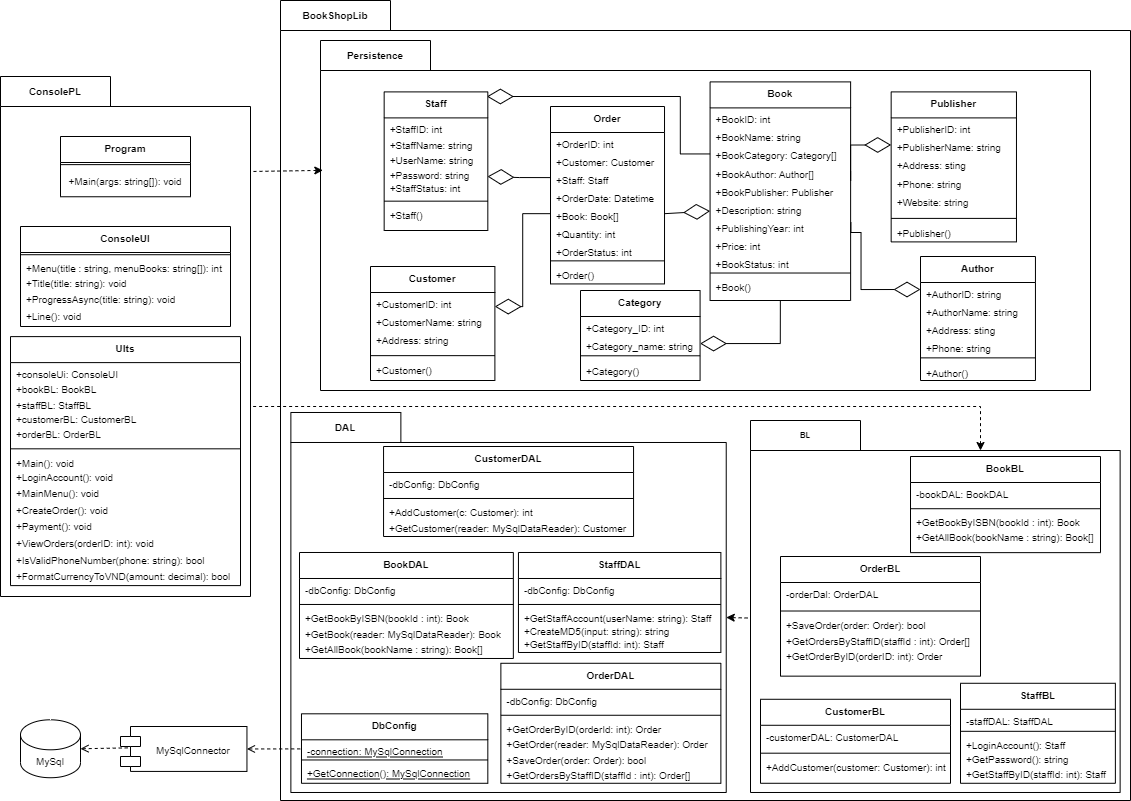 BookShopLib
Persistence
ConsolePL
Program
+Main(args: string[]): void
ConsoleUI
+Menu(title : string, menuBooks: string[]): int
+Title(title: string): void
+ProgressAsync(title: string): void
+Line(): void
Ults
+consoleUi: ConsoleUI
+bookBL: BookBL
+staffBL: StaffBL
+customerBL: CustomerBL
+orderBL: OrderBL
+Main(): void
+LoginAccount(): void
+MainMenu(): void
+CreateOrder(): void
+Payment(): void
+ViewOrders(orderID: int): void
+IsValidPhoneNumber(phone: string): bool
+FormatCurrencyToVND(amount: decimal): bool
Staff
+StaffID: int
+StaffName: string
+UserName: string
+Password: string
+StaffStatus: int
+Staff()
Order
+OrderID: int
+Customer: Customer
+Staff: Staff
+OrderDate: Datetime
+Book: Book[]
+Quantity: int
+OrderStatus: int
+Order()
Book
+BookID: int
+BookName: string
+BookCategory: Category[]
+BookAuthor: Author[]
+BookPublisher: Publisher
+Description: string
+PublishingYear: int
+Price: int
+BookStatus: int
+Book()
Publisher
+PublisherID: int
+PublisherName: string
+Address: sting
+Phone: string
+Website: string
+Publisher()
Customer
+CustomerID: int
+CustomerName: string
+Address: string
+Customer()
Category
+Category_ID: int
+Category_name: string
+Category()
Author
+AuthorID: string
+AuthorName: string
+Address: sting
+Phone: string
+Author()
DAL
CustomerDAL
-dbConfig: DbConfig
+AddCustomer(c: Customer): int
+GetCustomer(reader: MySqlDataReader): Customer
BookDAL
-dbConfig: DbConfig
+GetBookByISBN(bookId : int): Book
+GetBook(reader: MySqlDataReader): Book
+GetAllBook(bookName : string): Book[]
StaffDAL
-dbConfig: DbConfig
+GetStaffAccount(userName: string): Staff
+CreateMD5(input: string): string
+GetStaffByID(staffId: int): Staff
OrderDAL
-dbConfig: DbConfig
+GetOrderByID(orderId: int): Order
+GetOrder(reader: MySqlDataReader): Order
+SaveOrder(order: Order): bool
+GetOrdersByStaffID(staffId : int): Order[]
DbConfig
-connection: MySqlConnection
+GetConnection(): MySqlConnection
MySqlConnector
MySql
BL
BookBL
-bookDAL: BookDAL
+GetBookByISBN(bookId : int): Book
+GetAllBook(bookName : string): Book[]
OrderBL
-orderDal: OrderDAL
+SaveOrder(order: Order): bool
+GetOrdersByStaffID(staffId : int): Order[]
+GetOrderByID(orderID: int): Order
CustomerBL
-customerDAL: CustomerDAL
+AddCustomer(customer: Customer): int
StaffBL
-staffDAL: StaffDAL
+LoginAccount(): Staff
+GetPassword(): string
+GetStaffByID(staffId: int): Staff